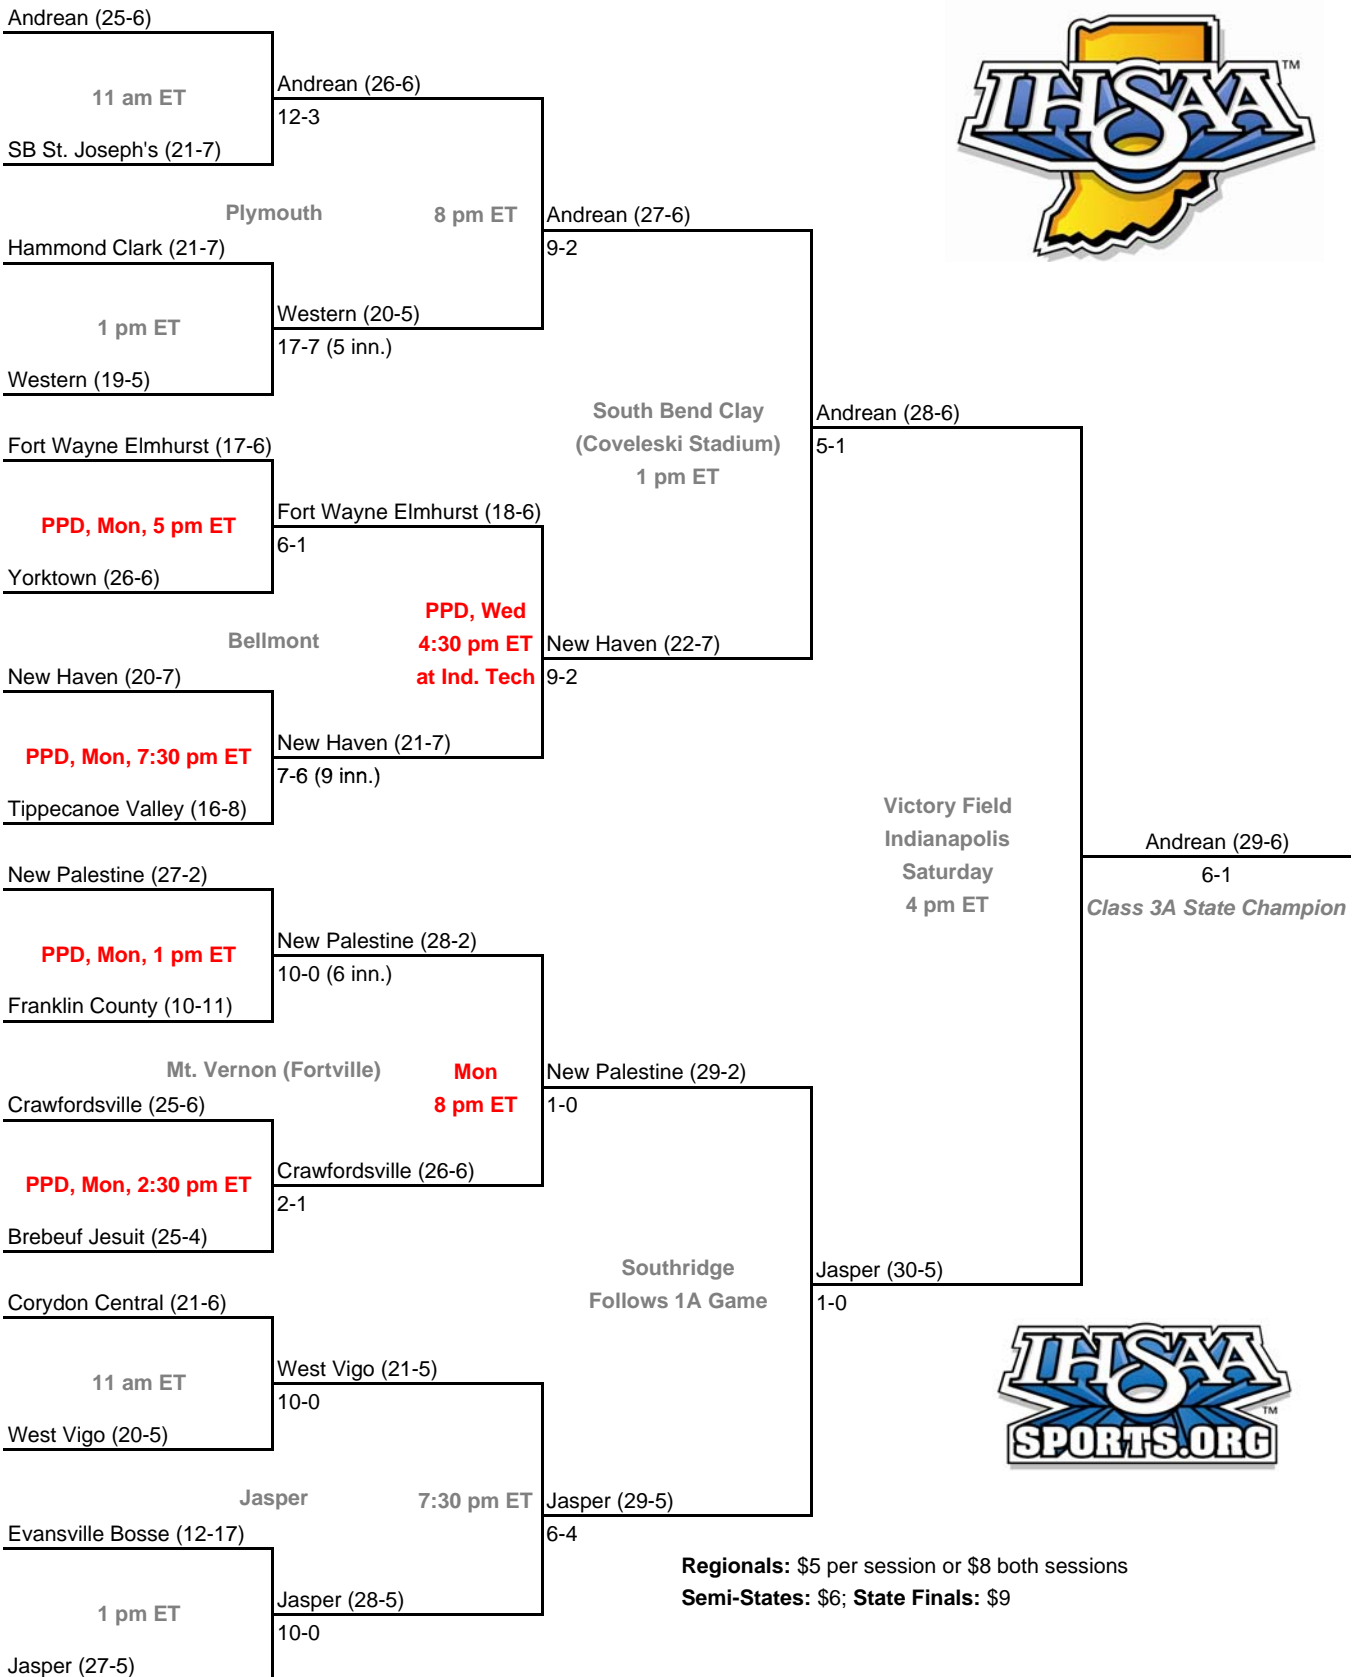 Andrean (25-6)
11 am ET
SB St. Joseph's (21-7)
Andrean (26-6)
12-3
Plymouth
8 pm ET
Hammond Clark (21-7)
1 pm ET
Western (19-5)
Western (20-5)
17-7 (5 inn.)
Andrean (27-6)
9-2
Fort Wayne Elmhurst (17-6)
PPD, Mon, 5 pm ET
Yorktown (26-6)
Fort Wayne Elmhurst (18-6)
6-1
Bellmont
PPD, Wed
4:30 pm ET
at Ind. Tech
New Haven (20-7)
PPD, Mon, 7:30 pm ET
Tippecanoe Valley (16-8)
New Haven (21-7)
7-6 (9 inn.)
New Haven (22-7)
9-2
South Bend Clay
(Coveleski Stadium)
1 pm ET
Andrean (28-6)
5-1
New Palestine (27-2)
PPD, Mon, 1 pm ET
Franklin County (10-11)
New Palestine (28-2)
10-0 (6 inn.)
Mt. Vernon (Fortville)
Mon
8 pm ET
Crawfordsville (25-6)
PPD, Mon, 2:30 pm ET
Brebeuf Jesuit (25-4)
Crawfordsville (26-6)
2-1
New Palestine (29-2)
1-0
Corydon Central (21-6)
11 am ET
West Vigo (20-5)
West Vigo (21-5)
10-0
Jasper
7:30 pm ET
Evansville Bosse (12-17)
1 pm ET
Jasper (27-5)
Jasper (28-5)
10-0
Jasper (29-5)
6-4
Southridge
Follows 1A Game
Jasper (30-5)
1-0
Victory Field
Indianapolis
Saturday
4 pm ET
Andrean (29-6)
6-1
Class 3A State Champion
IHSAA TM
IHSAA TM
SPORTS.ORG
Regionals: $5 per session or $8 both sessions
Semi-States: $6; State Finals: $9